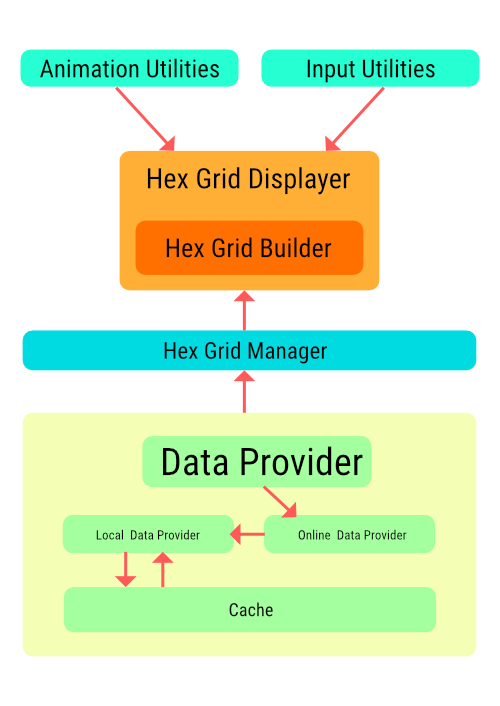 Animation Utilities
Input Utilities
Hex Grid Displayer
Hex Grid Builder
Hex Grid Manager
Data Provider
Local  Data Provider
Online  Data Provider
Cache